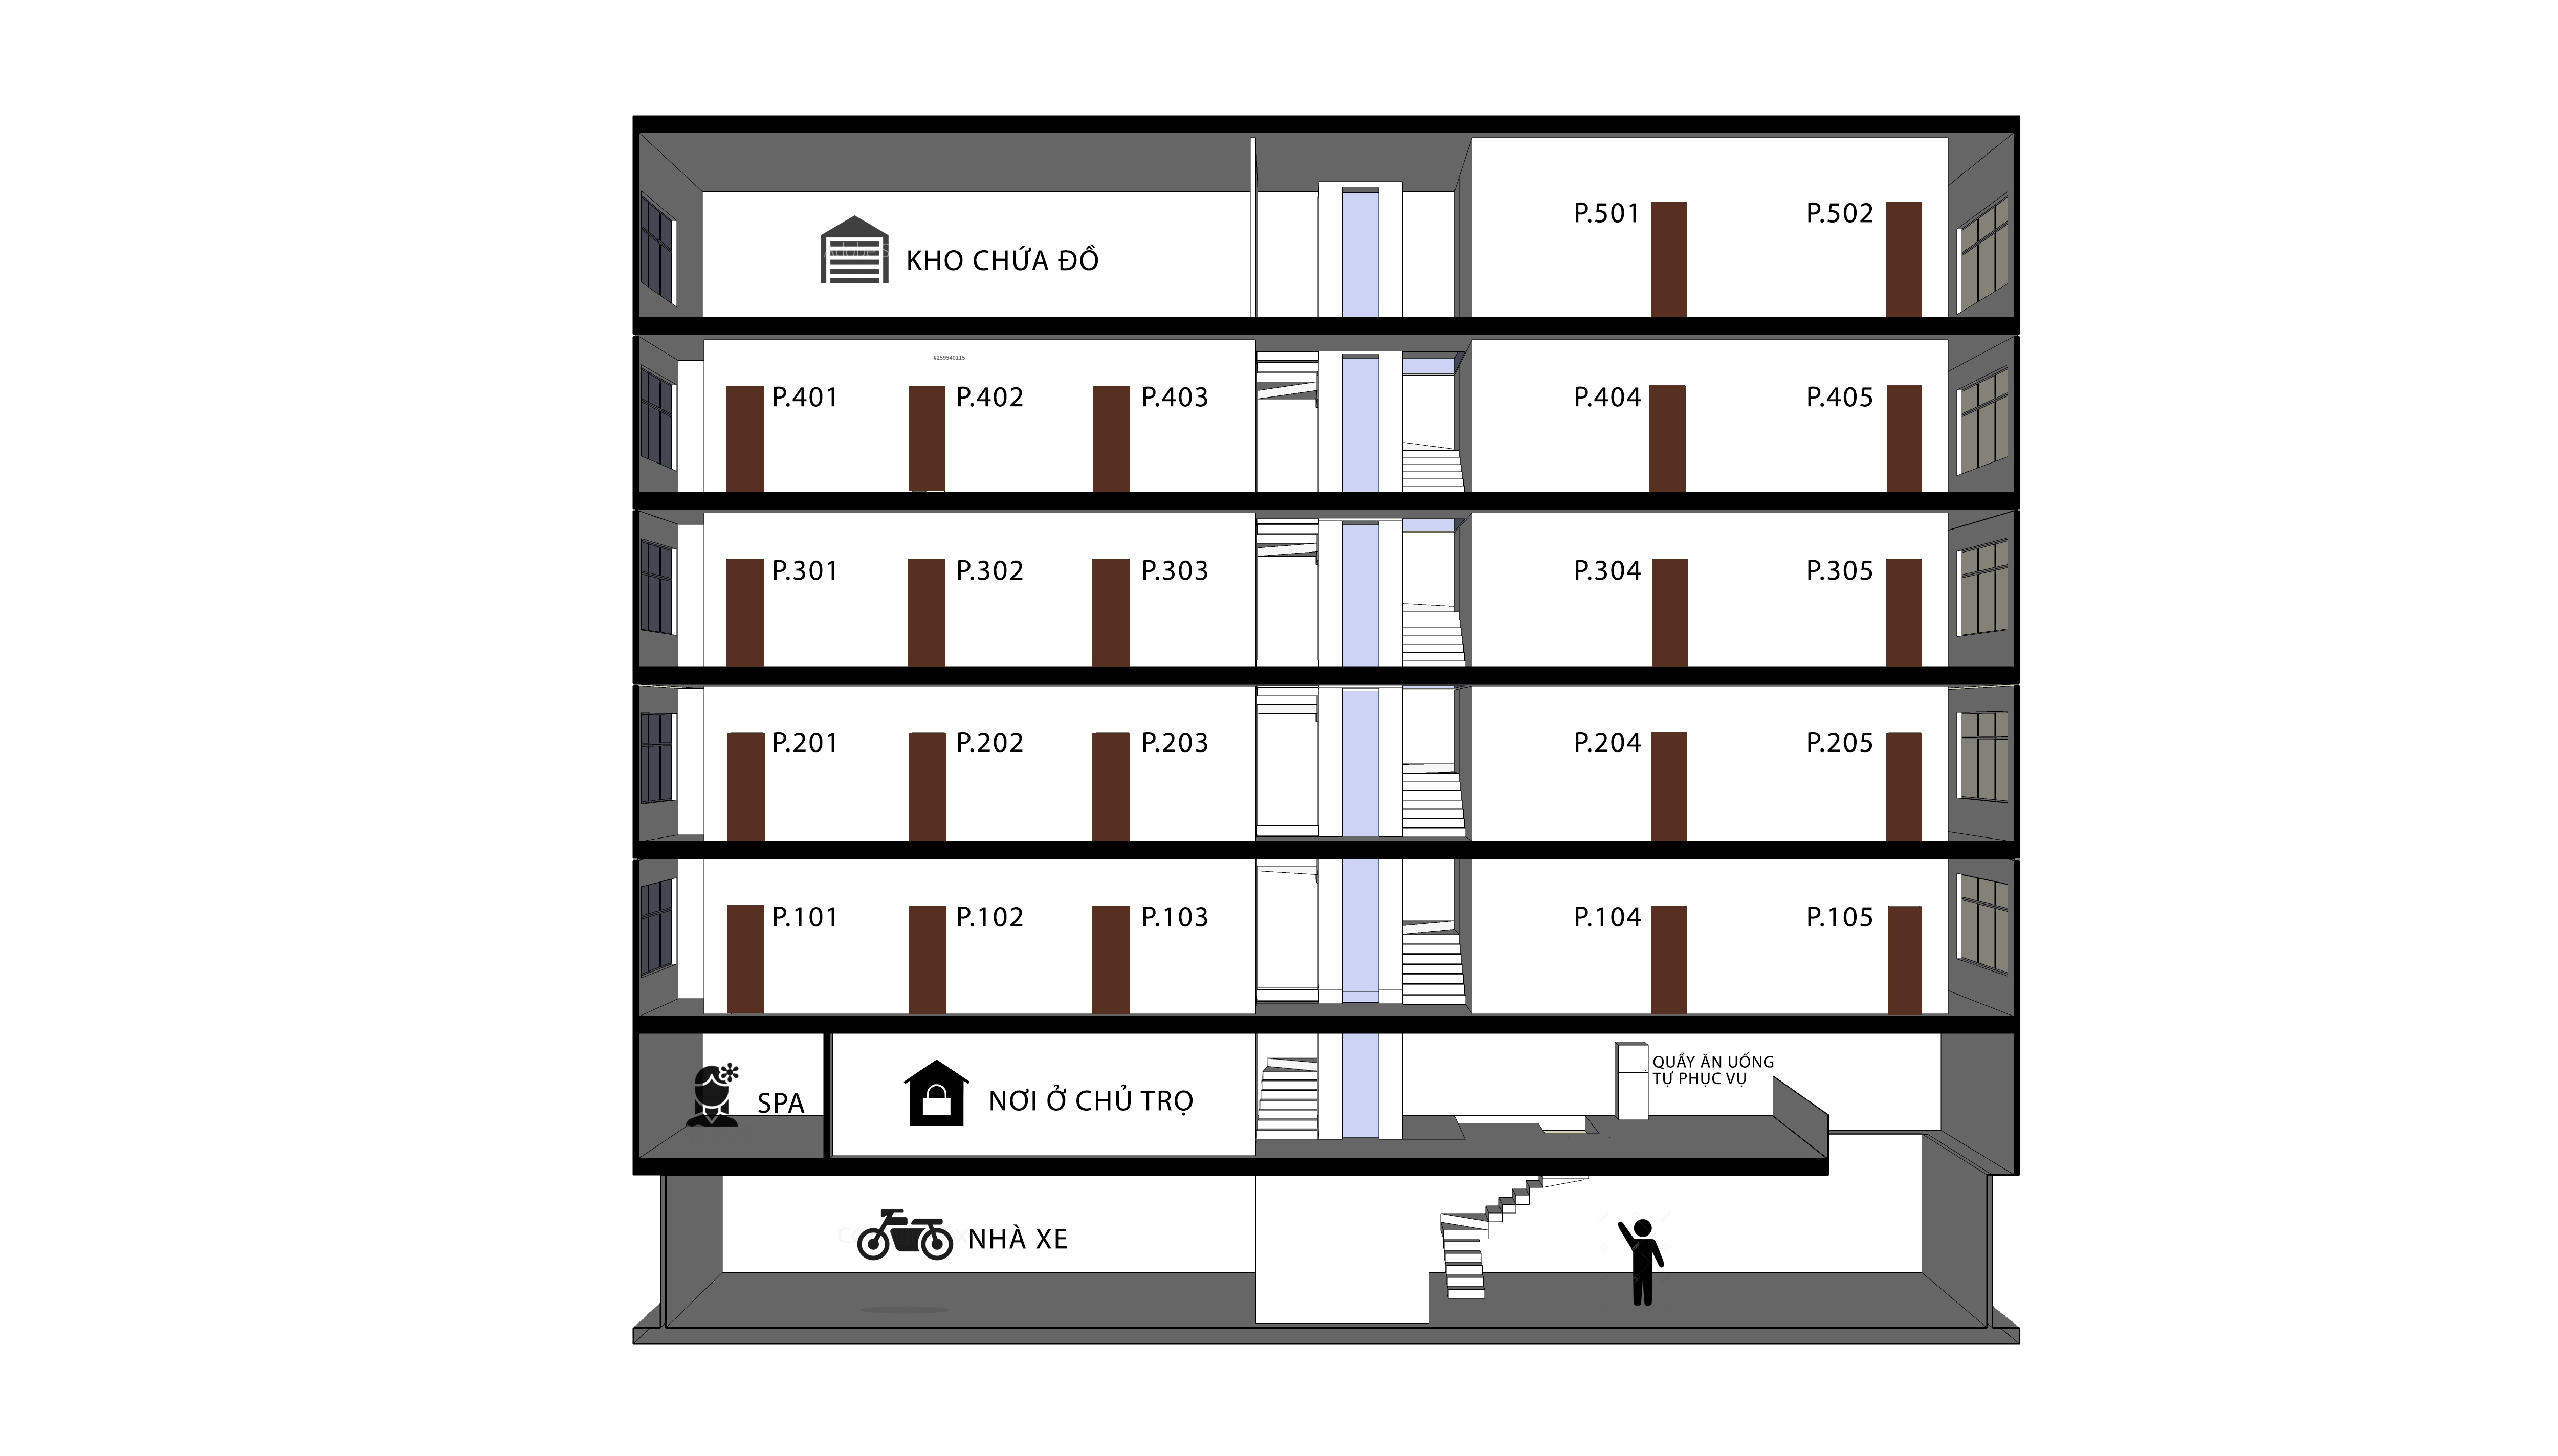 P.501
P.502
KHO CHỨA ĐỒ
#259540115
P.401
P.402
P.403
P.404
P.405
P.301
P.302
P.303
P.304
P.305
P.201
P.202
P.203
P.204
P.205
P.101
P.102
P.103
P.104
P.105
SPA
NƠI Ở CHỦ TRỌ
QUẦY ĂN UỐNG
TỰ PHỤC VỤ
NHÀ XE